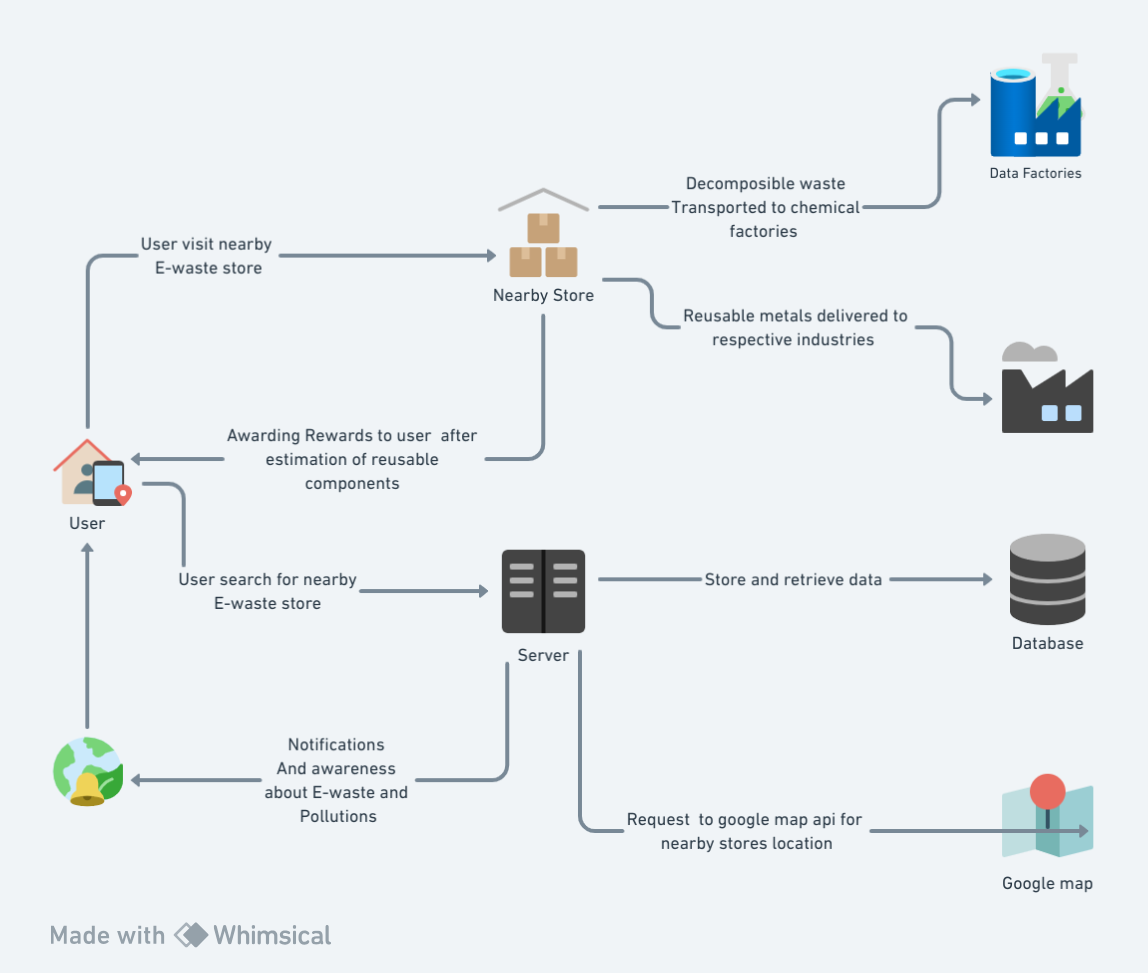 Data Factories
Decomposible waste
Transported to chemical
factories
User visit nearby
E-waste store
Nearby Store
Reusable metals delivered to
respective industries
Awarding Rewards to user  after
estimation of reusable
components
User
User search for nearby
E-waste store
Store and retrieve data
Server
Database
Notifications
And awareness
about E-waste and
Pollutions
Request  to google map api for
nearby stores location
Google map
Made with Whimsical